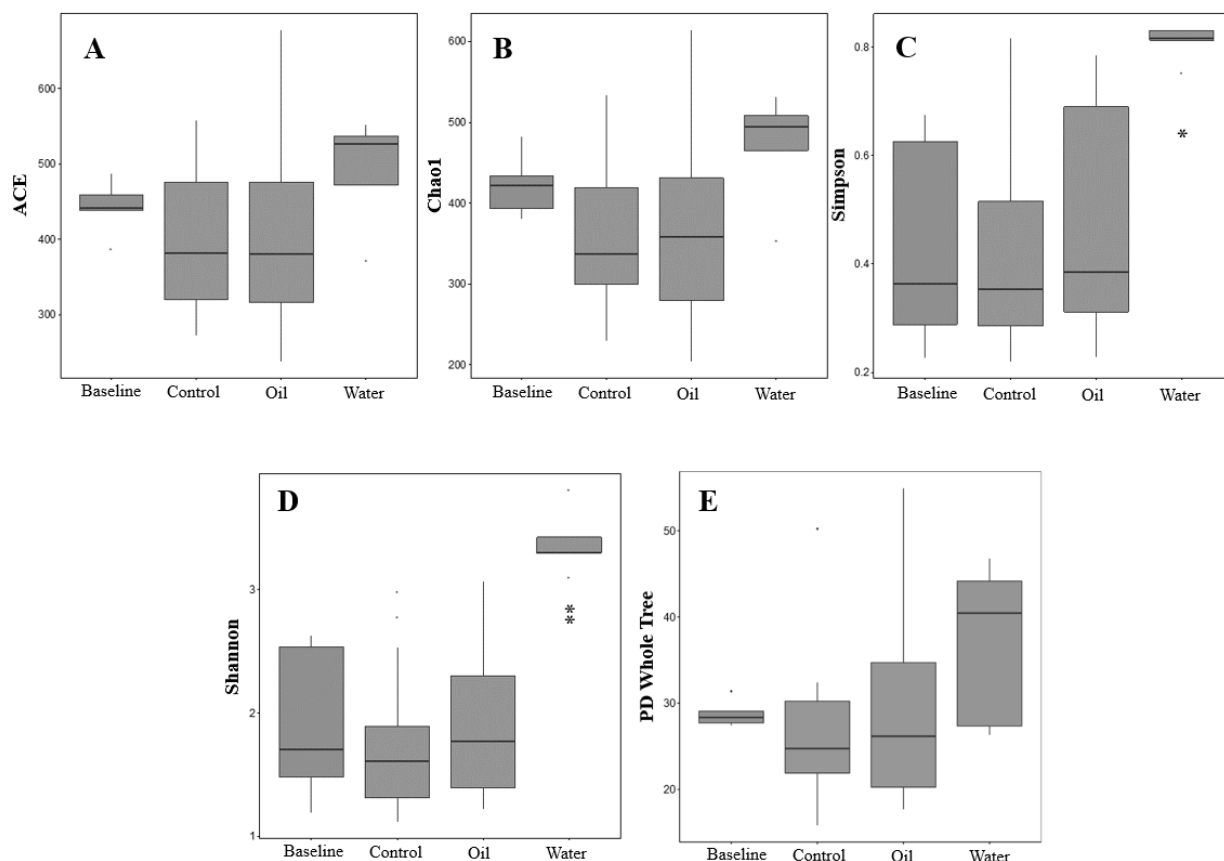 A
B
C
ACE
600
500
400
300
Baseline Control Oil Water
Chao1
600
500
400
300
200
Baseline Control Oil Water
Simpson
0.8
0.6
0.4
0.2
*
Baseline Control Oil Water
D
E
Shannon
3
2
1
*
*
Baseline Control Oil Water
PD Whole Tree
50
40
30
20
Baseline Control Oil Water